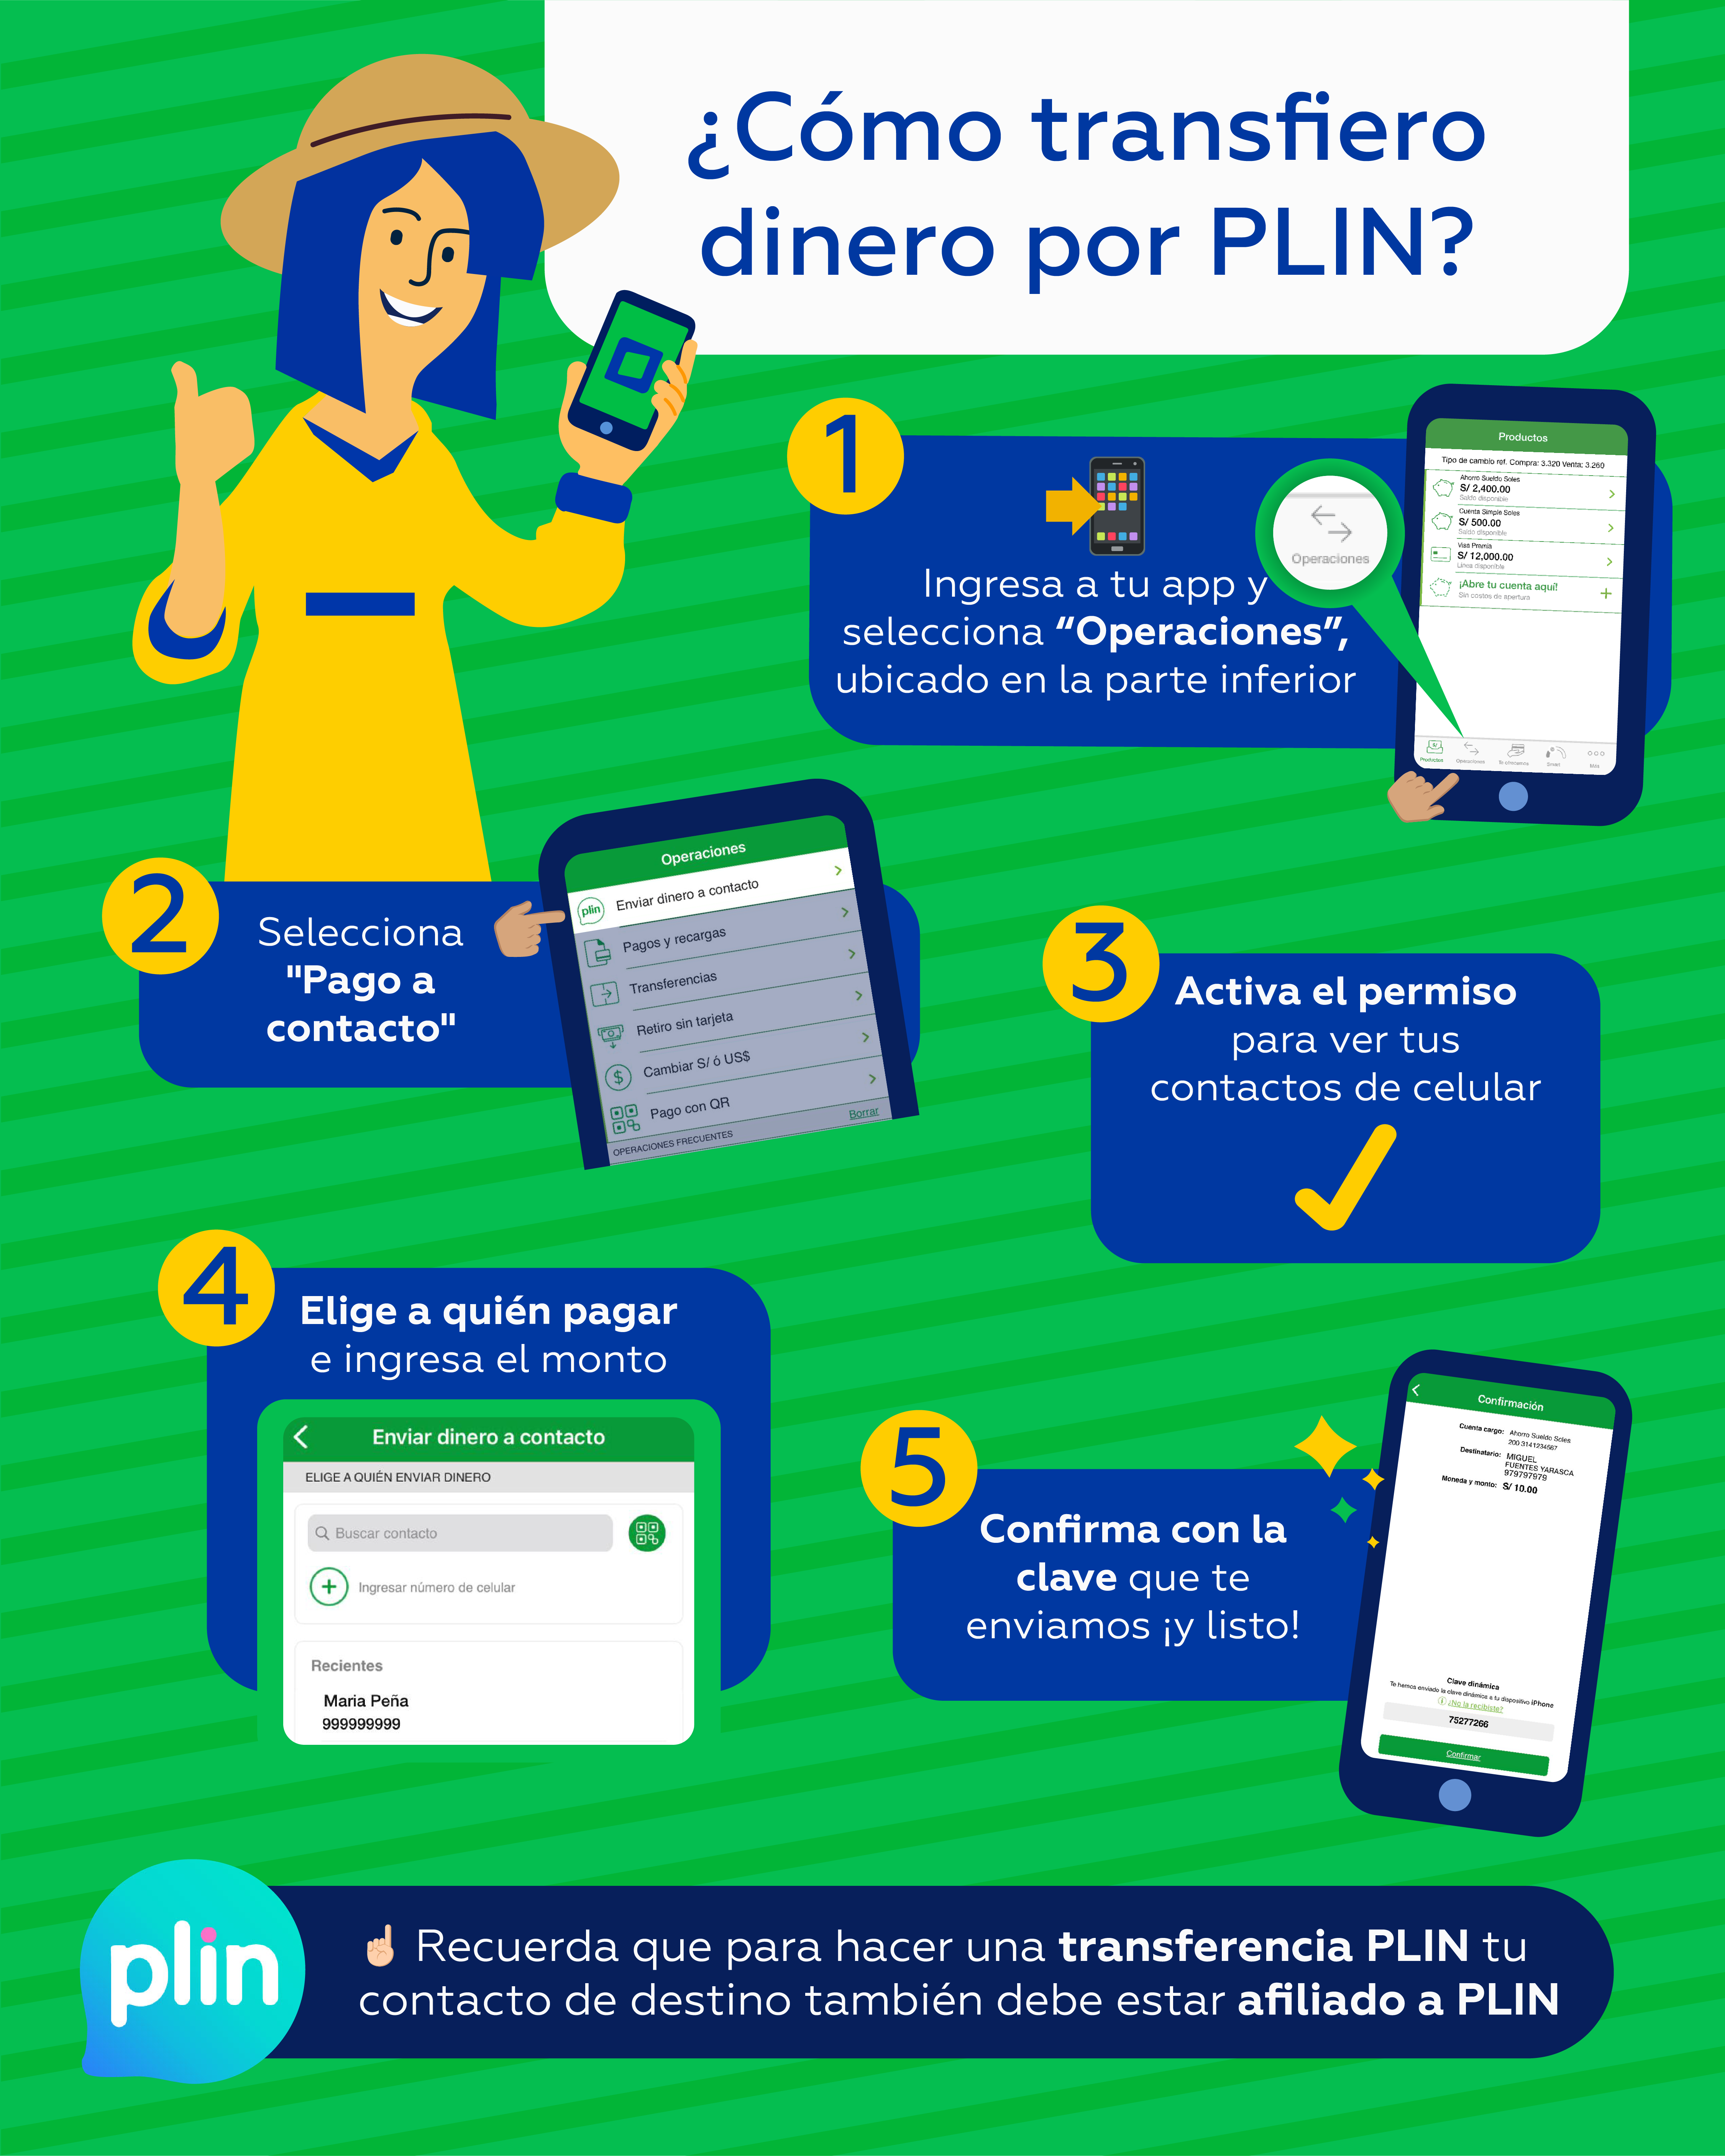 ¿Cómo transfiero
dinero por PLIN?
1
Ingresa a tu app y
selecciona “Operaciones”,
ubicado en la parte inferior
Operaciones
Productos
Tipo de cambio ref. Compra: 3.320 Venta: 3.260
Ahorro Sueldo Soles
S/ 2,400.00
Saldo disponible
Cuenta Simple Soles
S/ 500.00
Saldo disponible
Visa Premia
S/ 12,000.00
Línea disponible
¡Abre tu cuenta aquí!
Sin costos de apertura
Productos
Operaciones
Smart
Más
2
Selecciona
"Pago a
contacto"
Operaciones
plin Enviar dinero a contacto
Pagos y recargas
Transferencias
Retiro sin tarjeta
Cambiar S/ ó US$
Pago con QR
OPERACIONES FRECUENTES Borrar
3
Activa el permiso
para ver tus
contactos de celular
4
Elige a quién pagar
e ingresa el monto
Enviar dinero a contacto
ELIGE A QUIÉN ENVIAR DINERO
Buscar contacto
Ingresar número de celular
Recientes
Maria Peña
999999999
5
Confirma con la
clave que te
enviamos ¡y listo!
Confirmación
Cuenta cargo: Ahorro Sueldo Soles
200 3141234567
Destinatario: MIGUEL
FUENTES YARASCA
979797979
Moneda y monto: S/ 10.00
Clave dinámica
Te hemos enviado la clave dinámica a tu dispositivo iPhone
¿No la recibiste?
75277266
Confirmar
plin
Recuerda que para hacer una transferencia PLIN tu
contacto de destino también debe estar afiliado a PLIN